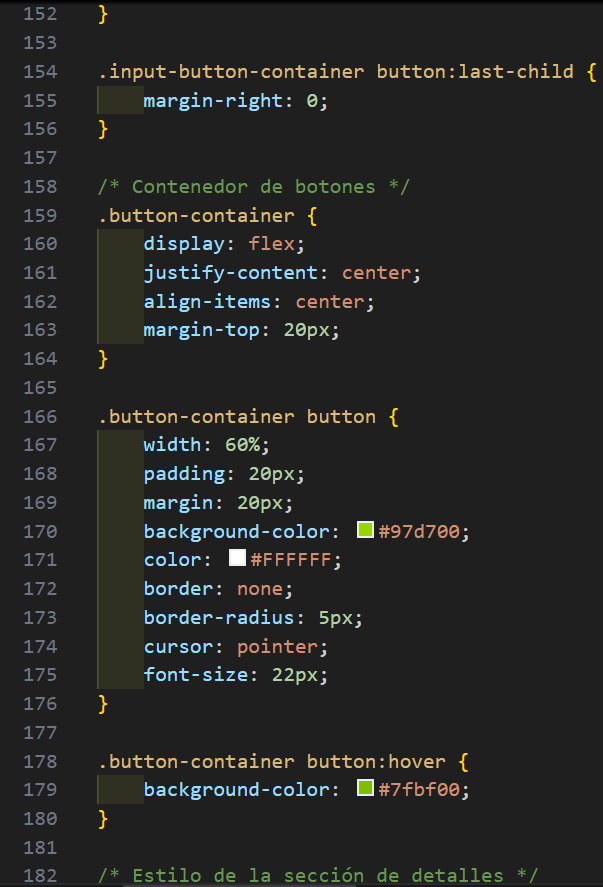 152 }
153
154 .input-button-container button:last-child {
155     margin-right: 0;
156 }
157
158 /* Contenedor de botones */
159 .button-container {
160     display: flex;
161     justify-content: center;
162     align-items: center;
163     margin-top: 20px;
164 }
165
166 .button-container button {
167     width: 60%;
168     padding: 20px;
169     margin: 20px;
170     background-color: #97d700;
171     color: #FFFFFF;
172     border: none;
173     border-radius: 5px;
174     cursor: pointer;
175     font-size: 22px;
176 }
177
178 .button-container button:hover {
179     background-color: #7fbf00;
180 }
181
182 /* Estilo de la sección de detalles */